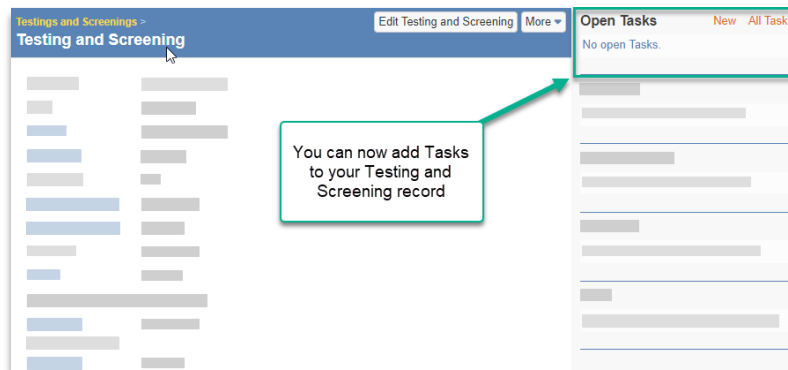 Testings and Screenings >
Testing and Screening
Edit Testing and Screening
More
Open Tasks
New
All Task
No open Tasks.
You can now add Tasks
to your Testing and
Screening record